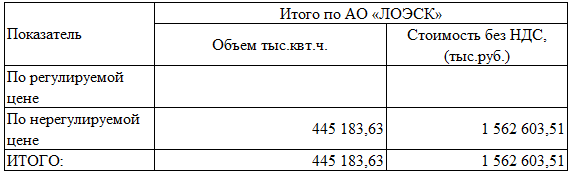 Показатель
Итого по АО «ЛОЭСК»
Объем тыс.квт.ч.
Стоимость без НДС,
(тыс.руб.)
По регулируемой
цене
По нерегулируемой
цене
445 183,63
1 562 603,51
ИТОГО:
445 183,63
1 562 603,51